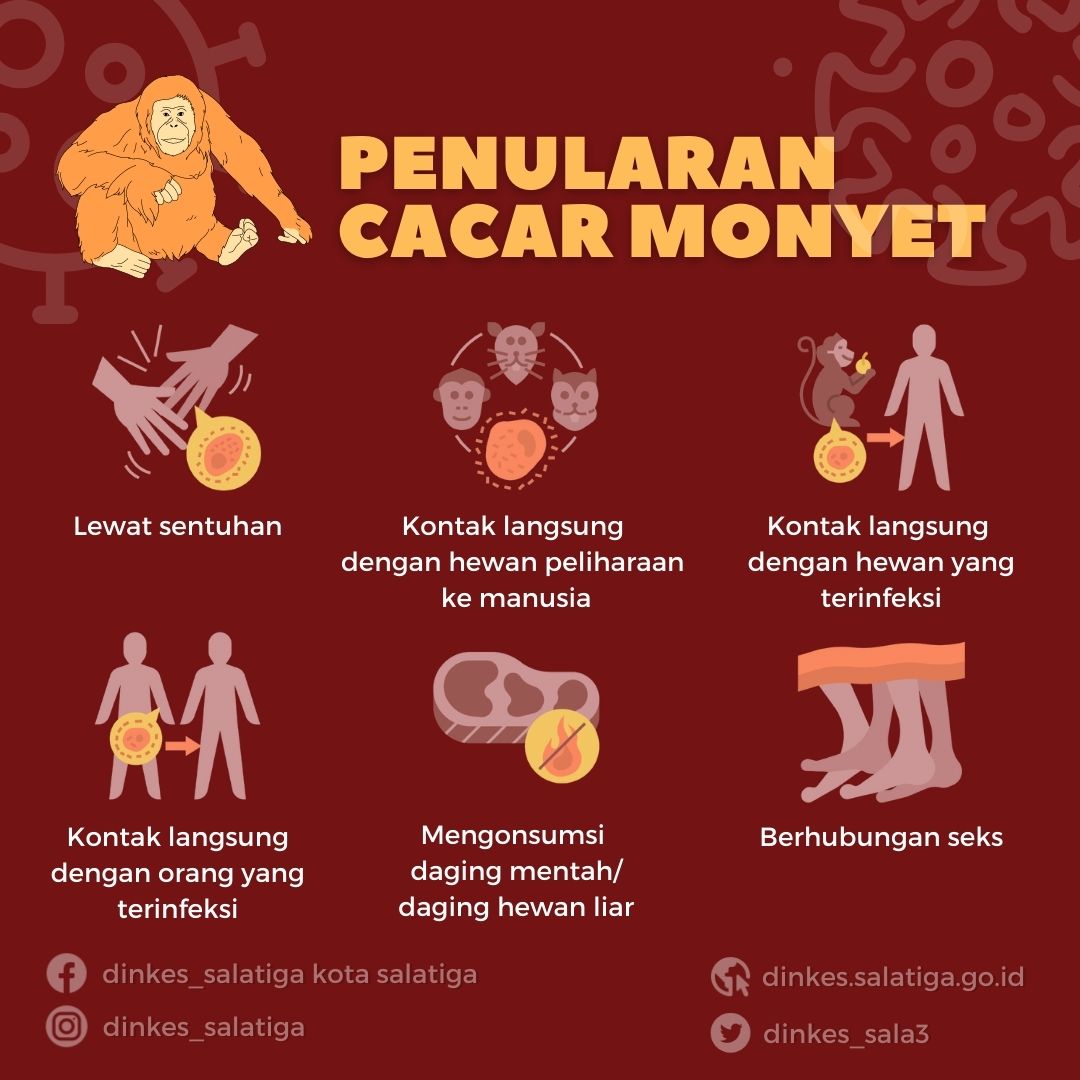 PENULARAN
CACAR MONYET
Lewat sentuhan
Kontak langsung
dengan hewan peliharaan
ke manusia
Kontak langsung
dengan hewan yang
terinfeksi
Kontak langsung
dengan orang yang
terinfeksi
Mengonsumsi
daging mentah/
daging hewan liar
Berhubungan seks
dinkes_salatiga kota salatiga
dinkes_salatiga
dinkes.salatiga.go.id
dinkes_sala3